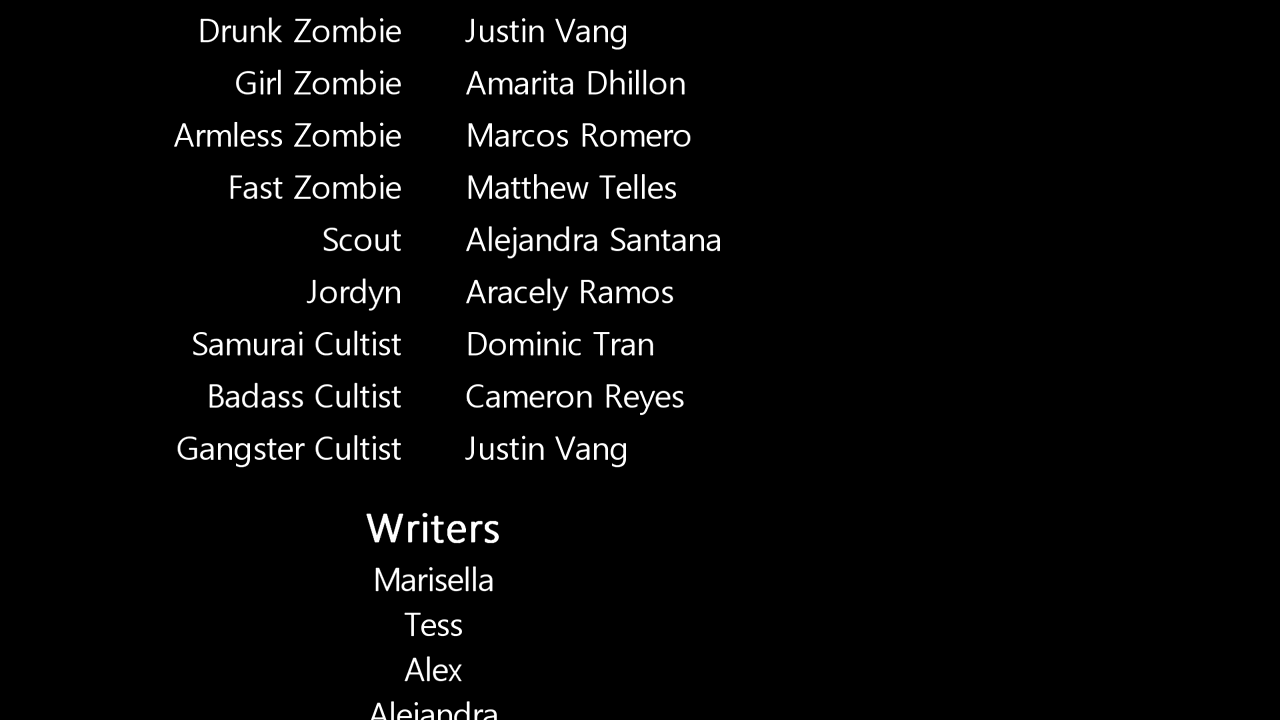 Drunk Zombie Justin Vang
Girl Zombie Amarita Dhillon
Armless Zombie Marcos Romero
Fast Zombie Matthew Telles
Scout Alejandra Santana
Jordyn Aracely Ramos
Samurai Cultist Dominic Tran
Badass Cultist Cameron Reyes
Gangster Cultist Justin Vang
Writers
Marisella
Tess
Alex
Alejandra